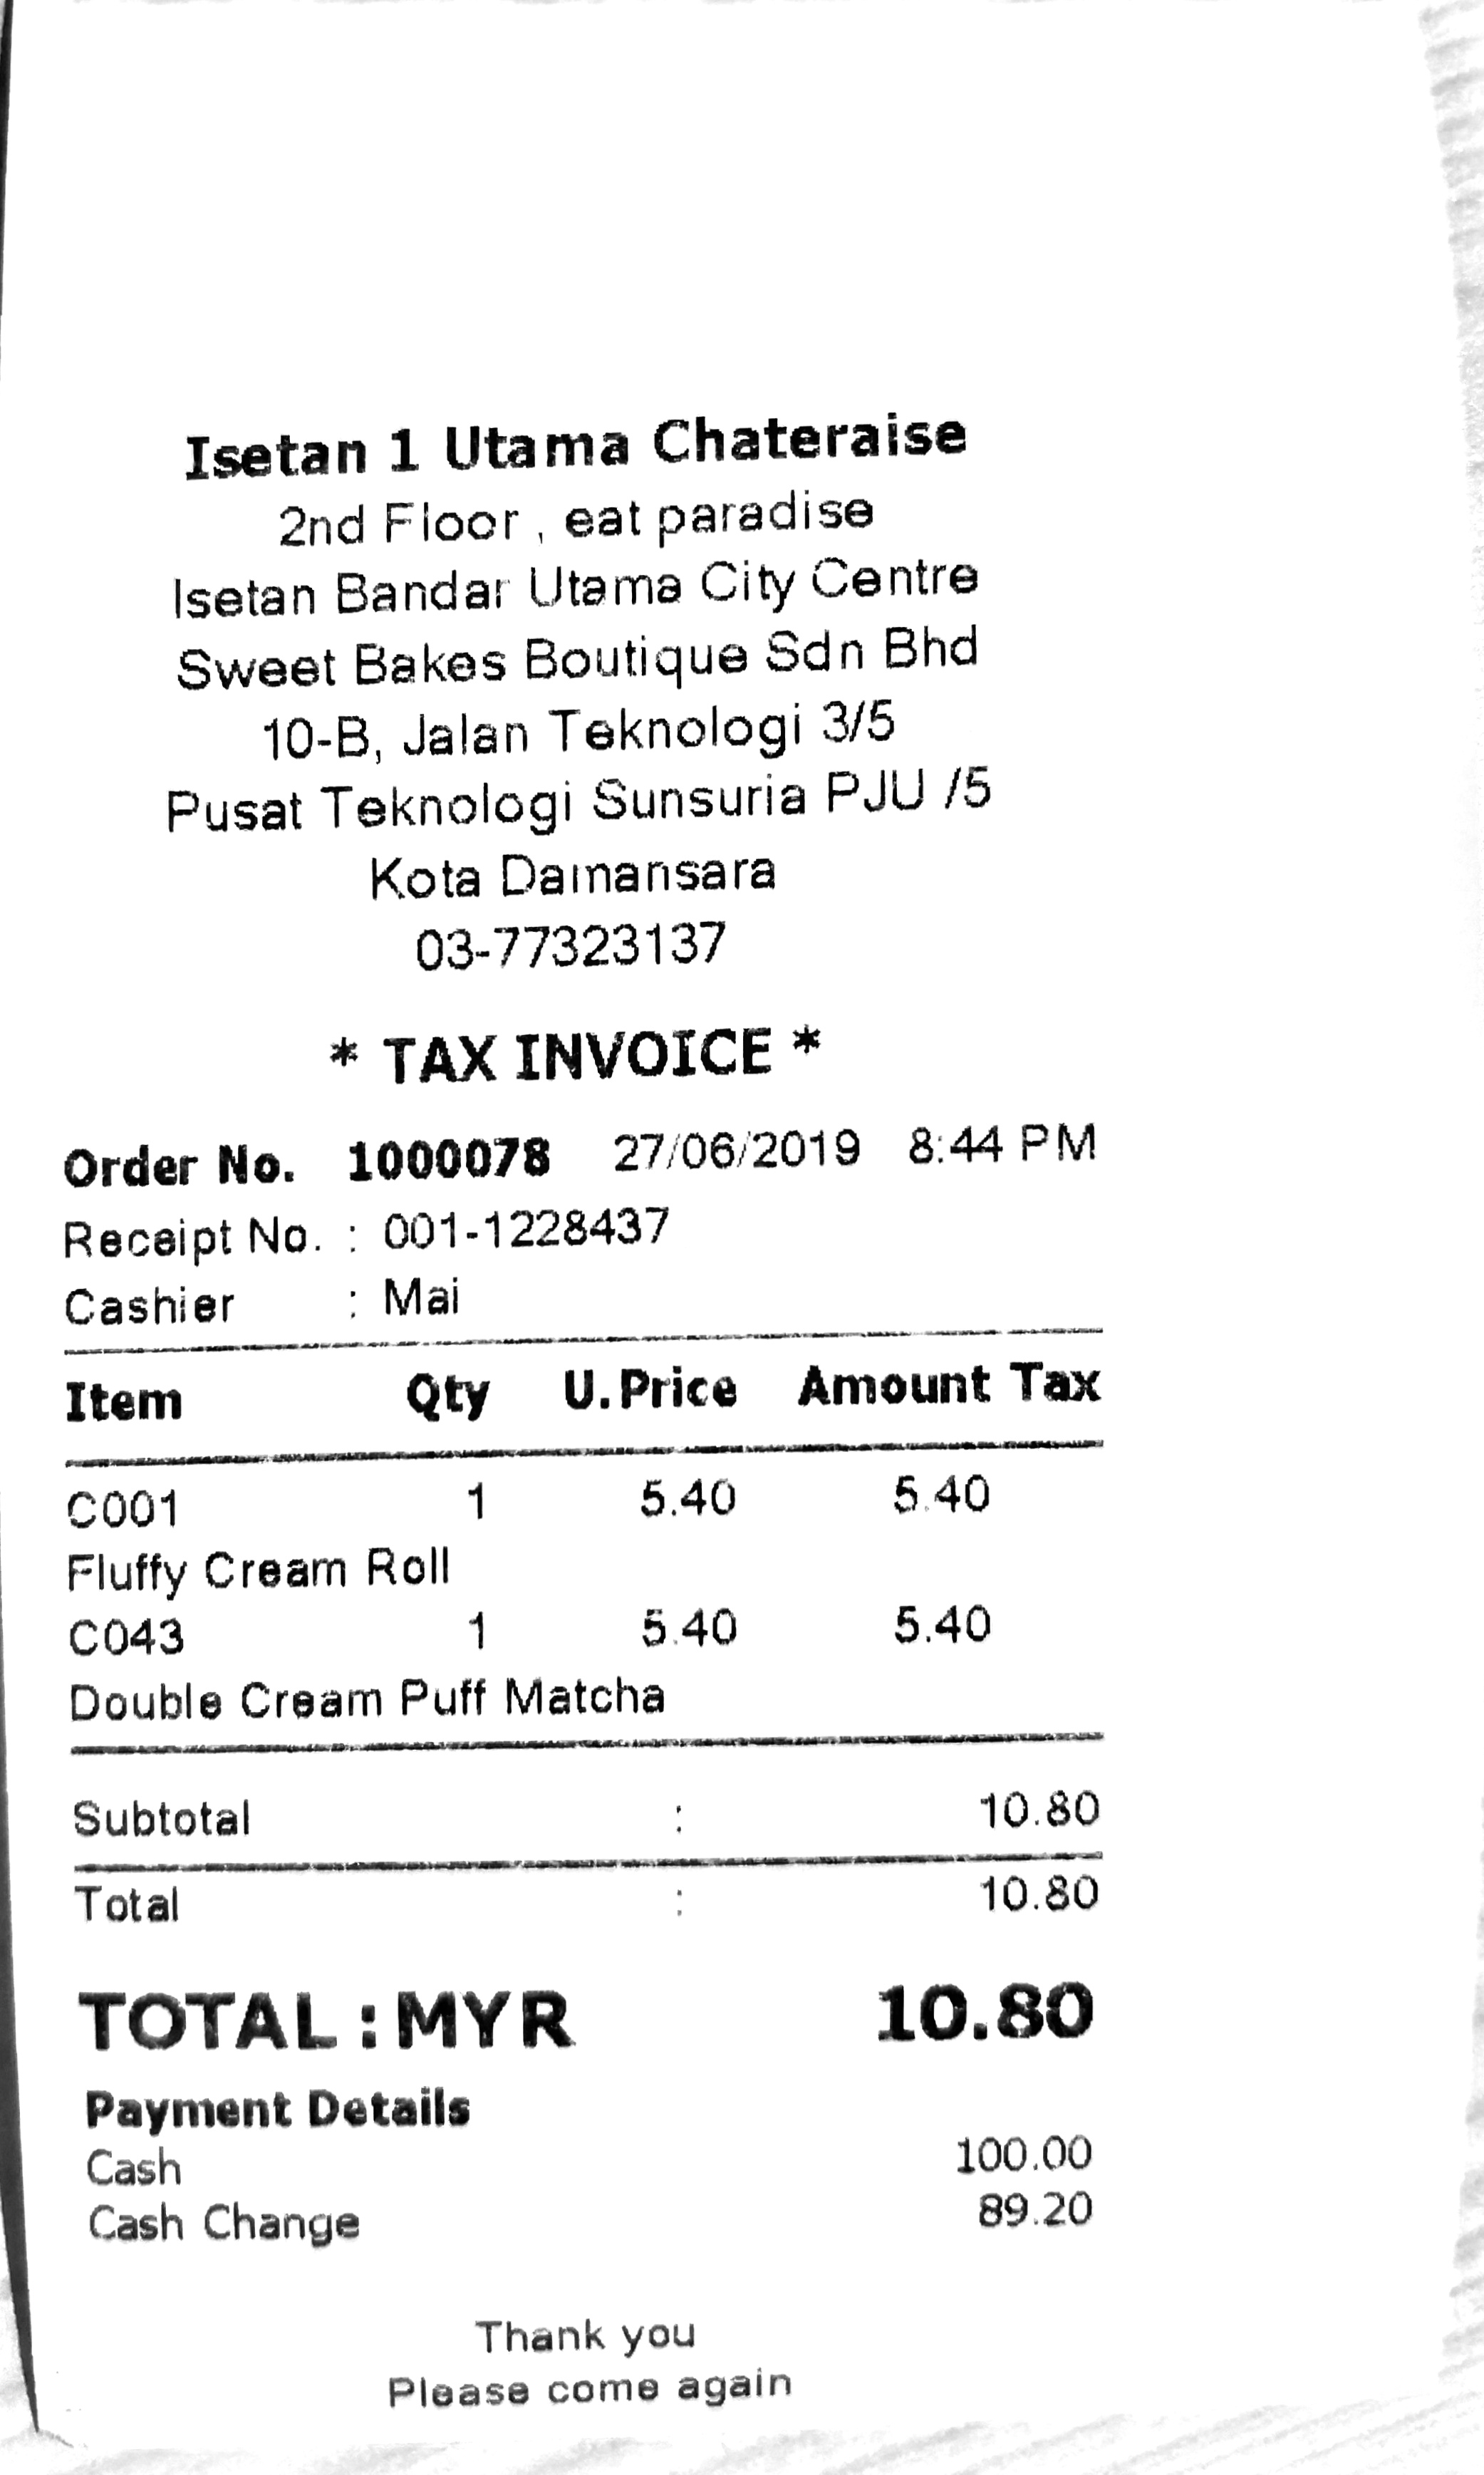 Isetan 1 Utama Chateraise
2nd Floor , eat paradise
Isetan Bandar Utama City Centre
Sweet Bakes Boutique Sdn Bhd
10-B, Jalan Teknologi 3/5
Pusat Teknologi Sunsuria PJU /5
Kota Damansara
03-77323137
* TAX INVOICE *
Order No. 1000078 27/06/2019 8:44 PM
Receipt No. : 001-1228437
Cashier : Mai
Item Qty U.Price Amount Tax
C001 1 5.40 5.40
Fluffy Cream Roll
C043 1 5.40 5.40
Double Cream Puff Matcha
Subtotal : 10.80
Total : 10.80
TOTAL : MYR 10.80
Payment Details
Cash 100.00
Cash Change 89.20
Thank you
Please come again